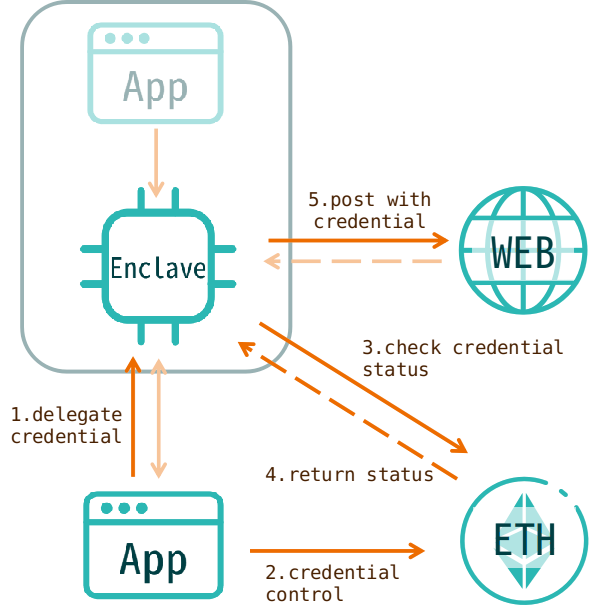 App
Enclave
5.post with
credential
WEB
3.check credential
status
1.delegate
credential
4.return status
App
ETH
2.credential
control